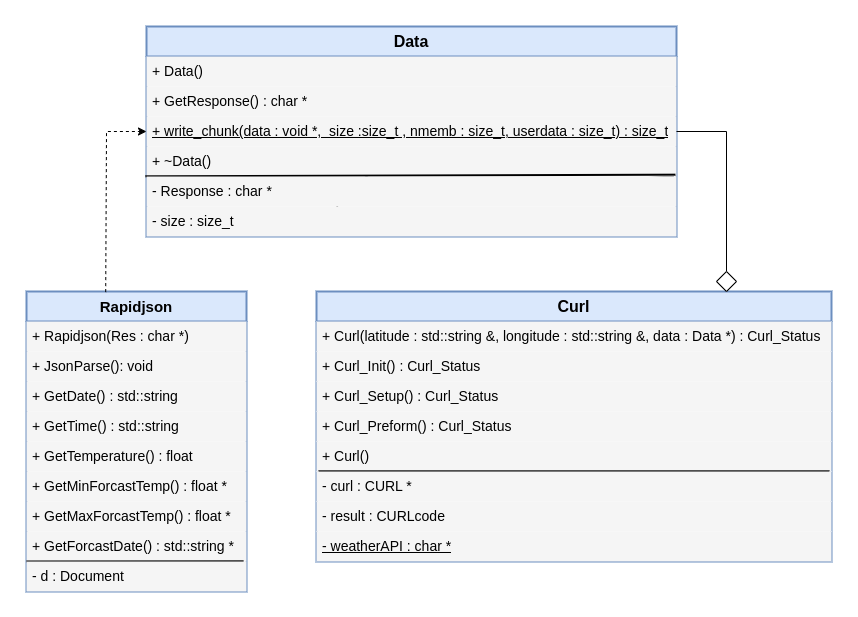 Data
+ Data()
+ GetResponse() : char *
+ write_chunk(data : void *,  size :size_t , nmemb : size_t, userdata : size_t) : size_t
+ ~Data()
- Response : char *
- size : size_t
Rapidjson
+ Rapidjson(Res : char *)
+ JsonParse(): void
+ GetDate() : std::string
+ GetTime() : std::string
+ GetTemperature() : float
+ GetMinForcastTemp() : float *
+ GetMaxForcastTemp() : float *
+ GetForcastDate() : std::string *
- d : Document
Curl
+ Curl(latitude : std::string &, longitude : std::string &, data : Data *) : Curl_Status
+ Curl_Init() : Curl_Status
+ Curl_Setup() : Curl_Status
+ Curl_Preform() : Curl_Status
+ Curl()
- curl : CURL *
- result : CURLcode
- weatherAPI : char *